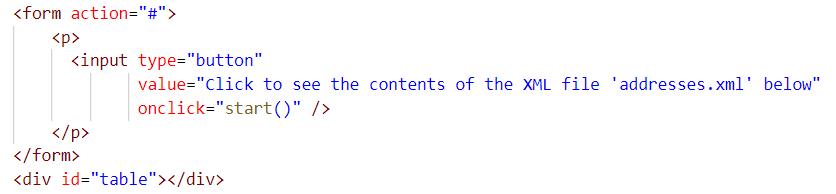 <form action="#">
<p>
<input type="button"
value="Click to see the contents of the XML file 'addresses.xml' below"
onclick="start()" />
</p>
</form>
<div id="table"></div>